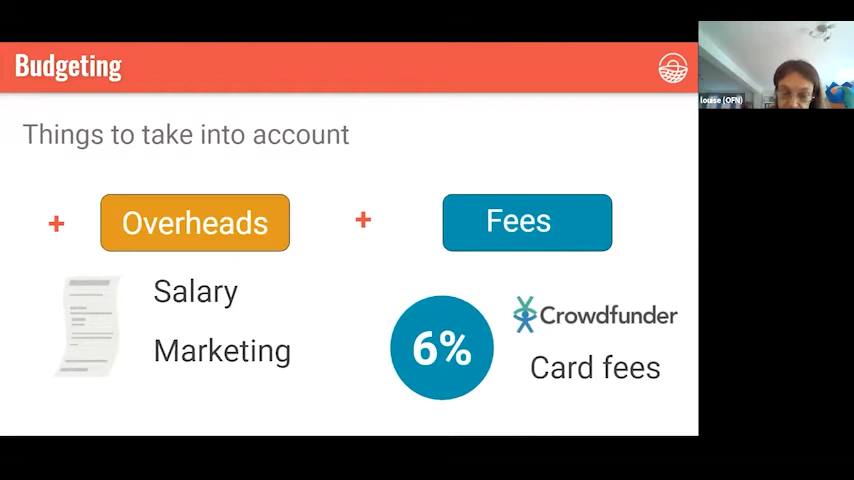 Budgeting
louise (OFN)
Things to take into account
+ Overheads + Fees
Salary
Marketing
6%
Crowdfunder
Card fees